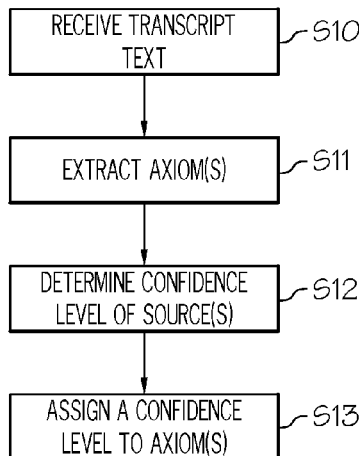 RECEIVE TRANSCRIPT
TEXT
S10
EXTRACT AXIOM(S)
S11
DETERMINE CONFIDENCE
LEVEL OF SOURCE(S)
S12
ASSIGN A CONFIDENCE
LEVEL TO AXIOM(S)
S13